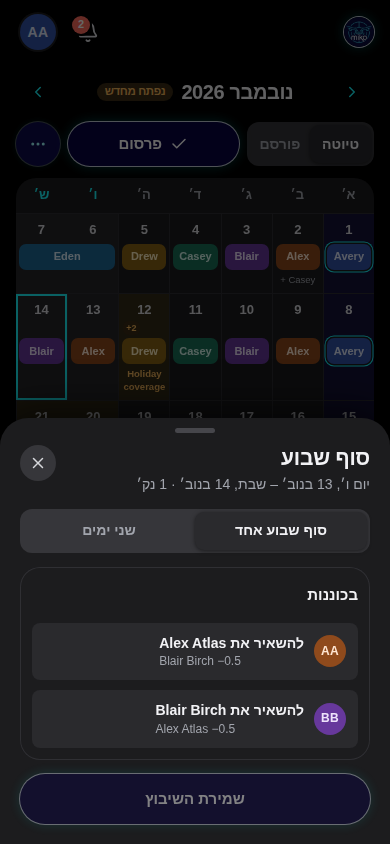 AA
2
mikp
נובמבר 2026
נפתח מחדש
טיוטה
פורסם
פרסום
א׳ ב׳ ג׳ ד׳ ה׳ ו׳ ש׳
1 2 3 4 5 6 7
Avery Alex Blair Casey Drew Eden
+ Casey
8 9 10 11 12 13 14
+2
Avery Alex Blair Casey Drew Alex Blair
Holiday
coverage
15 16 17 18 19 20 21
סוף שבוע
יום ו׳, 13 בנוב׳ – שבת, 14 בנוב׳ · 1 נק׳
סוף שבוע אחד
שני ימים
בכוננות
AA
להשאיר את Alex Atlas
Blair Birch −0.5
BB
להשאיר את Blair Birch
Alex Atlas −0.5
שמירת השיבוץ